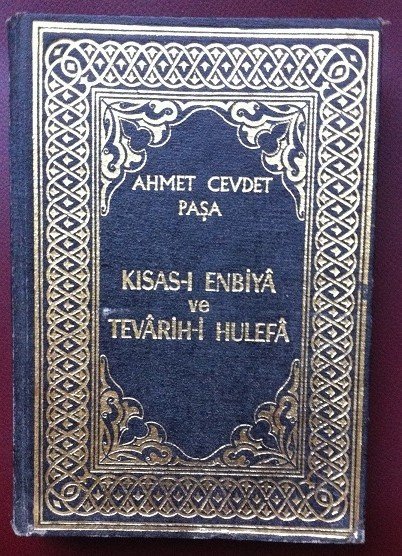 AHMET CEVDET
PAŞA
KISAS-I ENBİYÂ
ve
TEVÂRİH-İ HULEFÂ